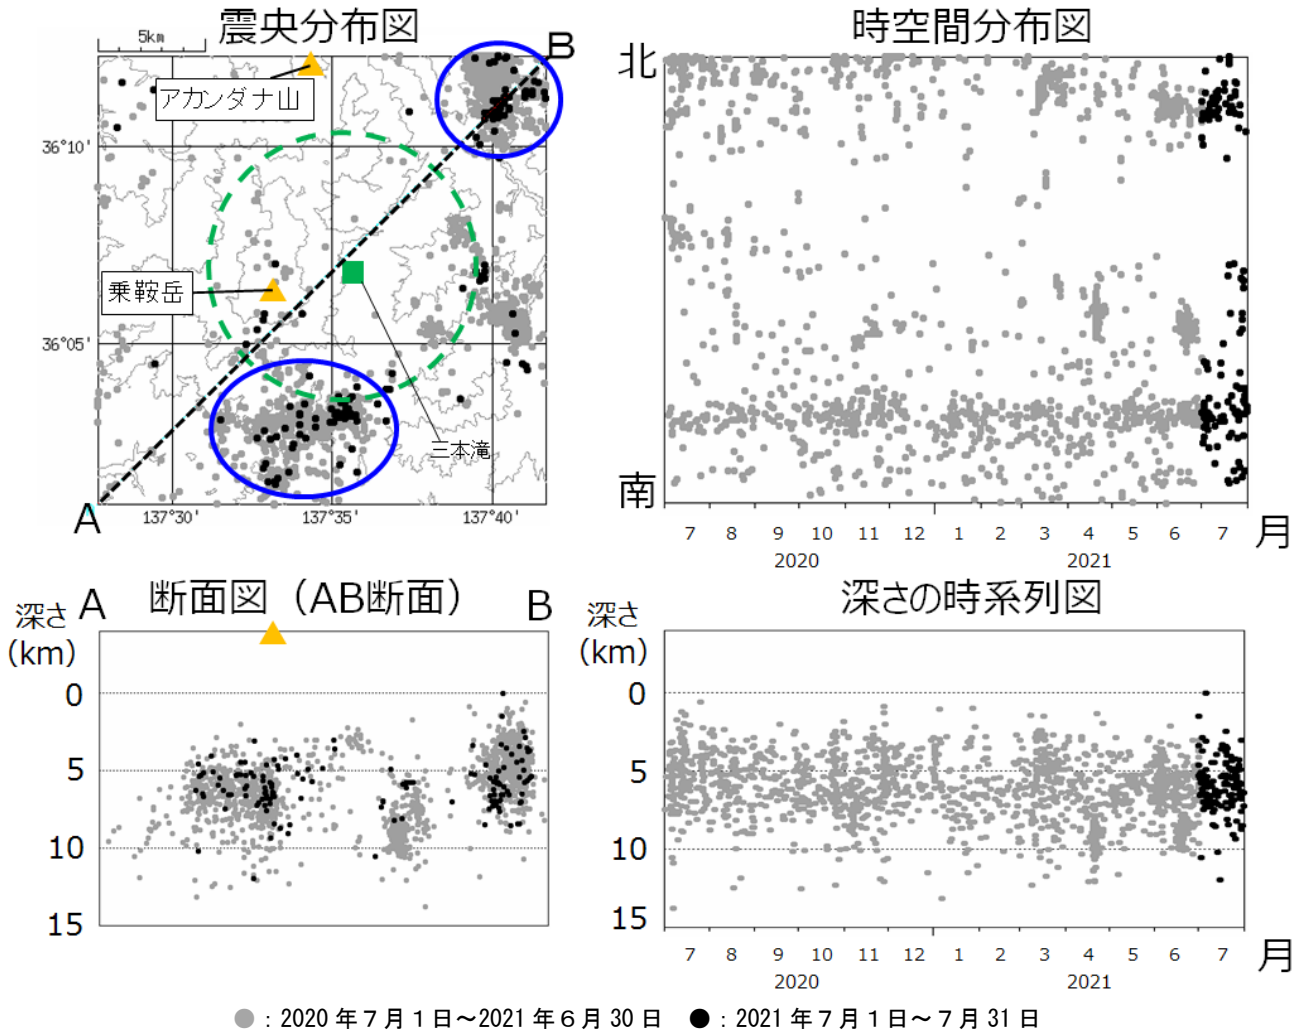 震央分布図
5km
B
アカンダナ山
36°10'
乗鞍岳
36°05'
三本滝
A
137°30'
137°35'
137°40'
時空間分布図
北
南
7 8 9 10 11 12 1 2 3 4 5 6 7 月
2020 2021
断面図（AB断面）
深さ
(km)
A
B
0
5
10
15
深さの時系列図
深さ
(km)
0
5
10
15
7 8 9 10 11 12 1 2 3 4 5 6 7 月
2020 2021
●：2020年７月１日～2021年６月30日 ●：2021年７月１日～７月31日